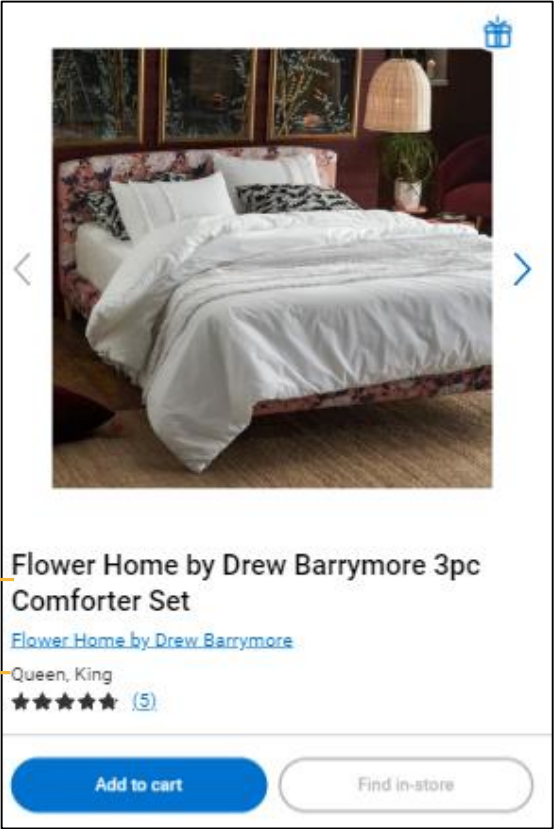 Flower Home by Drew Barrymore 3pc
Comforter Set
Flower Home by Drew Barrymore
Queen, King
(5)
Add to cart
Find in-store